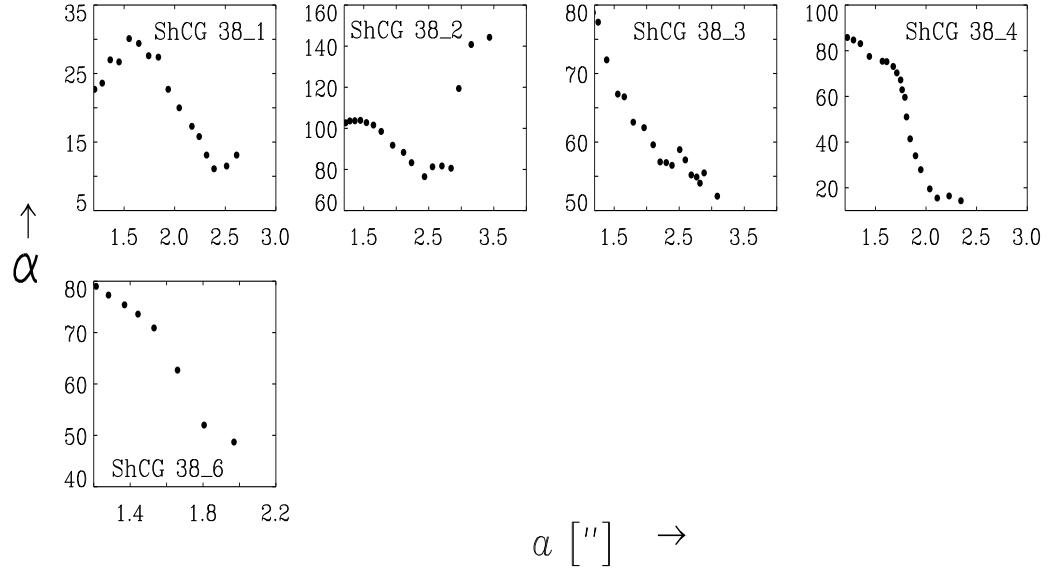 35 25 15 5
ShCG 38_1
1.5 2.0 2.5 3.0
160 140 120 100 80 60
ShCG 38_2
1.5 2.5 3.5
80 70 60 50
ShCG 38_3
1.5 2.5 3.5
100 80 60 40 20
ShCG 38_4
1.5 2.0 2.5 3.0
α →
80 70 60 50 40
ShCG 38_6
1.4 1.8 2.2
a ["] →